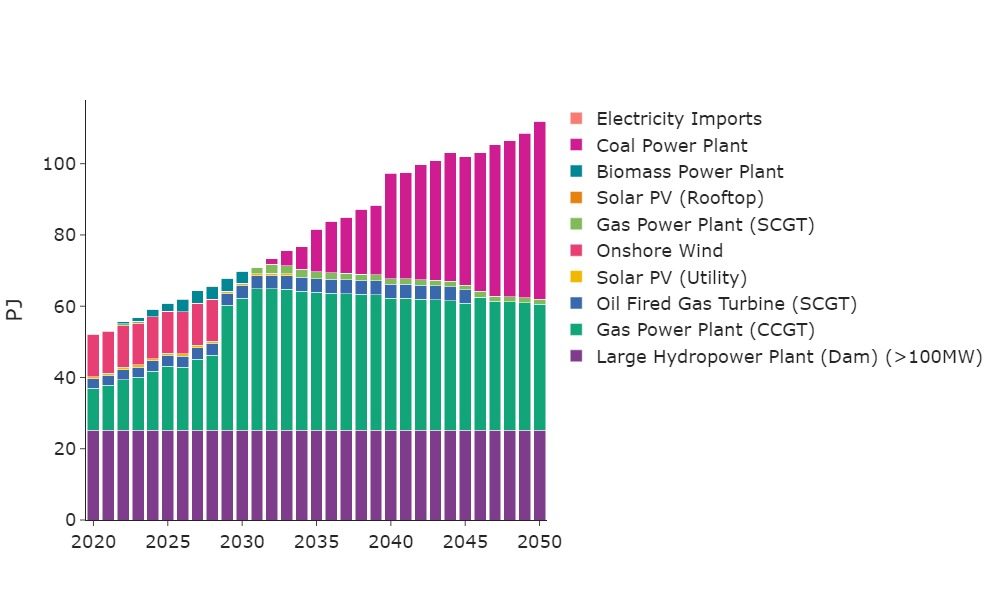 Electricity Imports
Coal Power Plant
Biomass Power Plant
Solar PV (Rooftop)
Gas Power Plant (SCGT)
Onshore Wind
Solar PV (Utility)
Oil Fired Gas Turbine (SCGT)
Gas Power Plant (CCGT)
Large Hydropower Plant (Dam) (>100MW)
PJ
100
80
60
40
20
0
2020 2025 2030 2035 2040 2045 2050